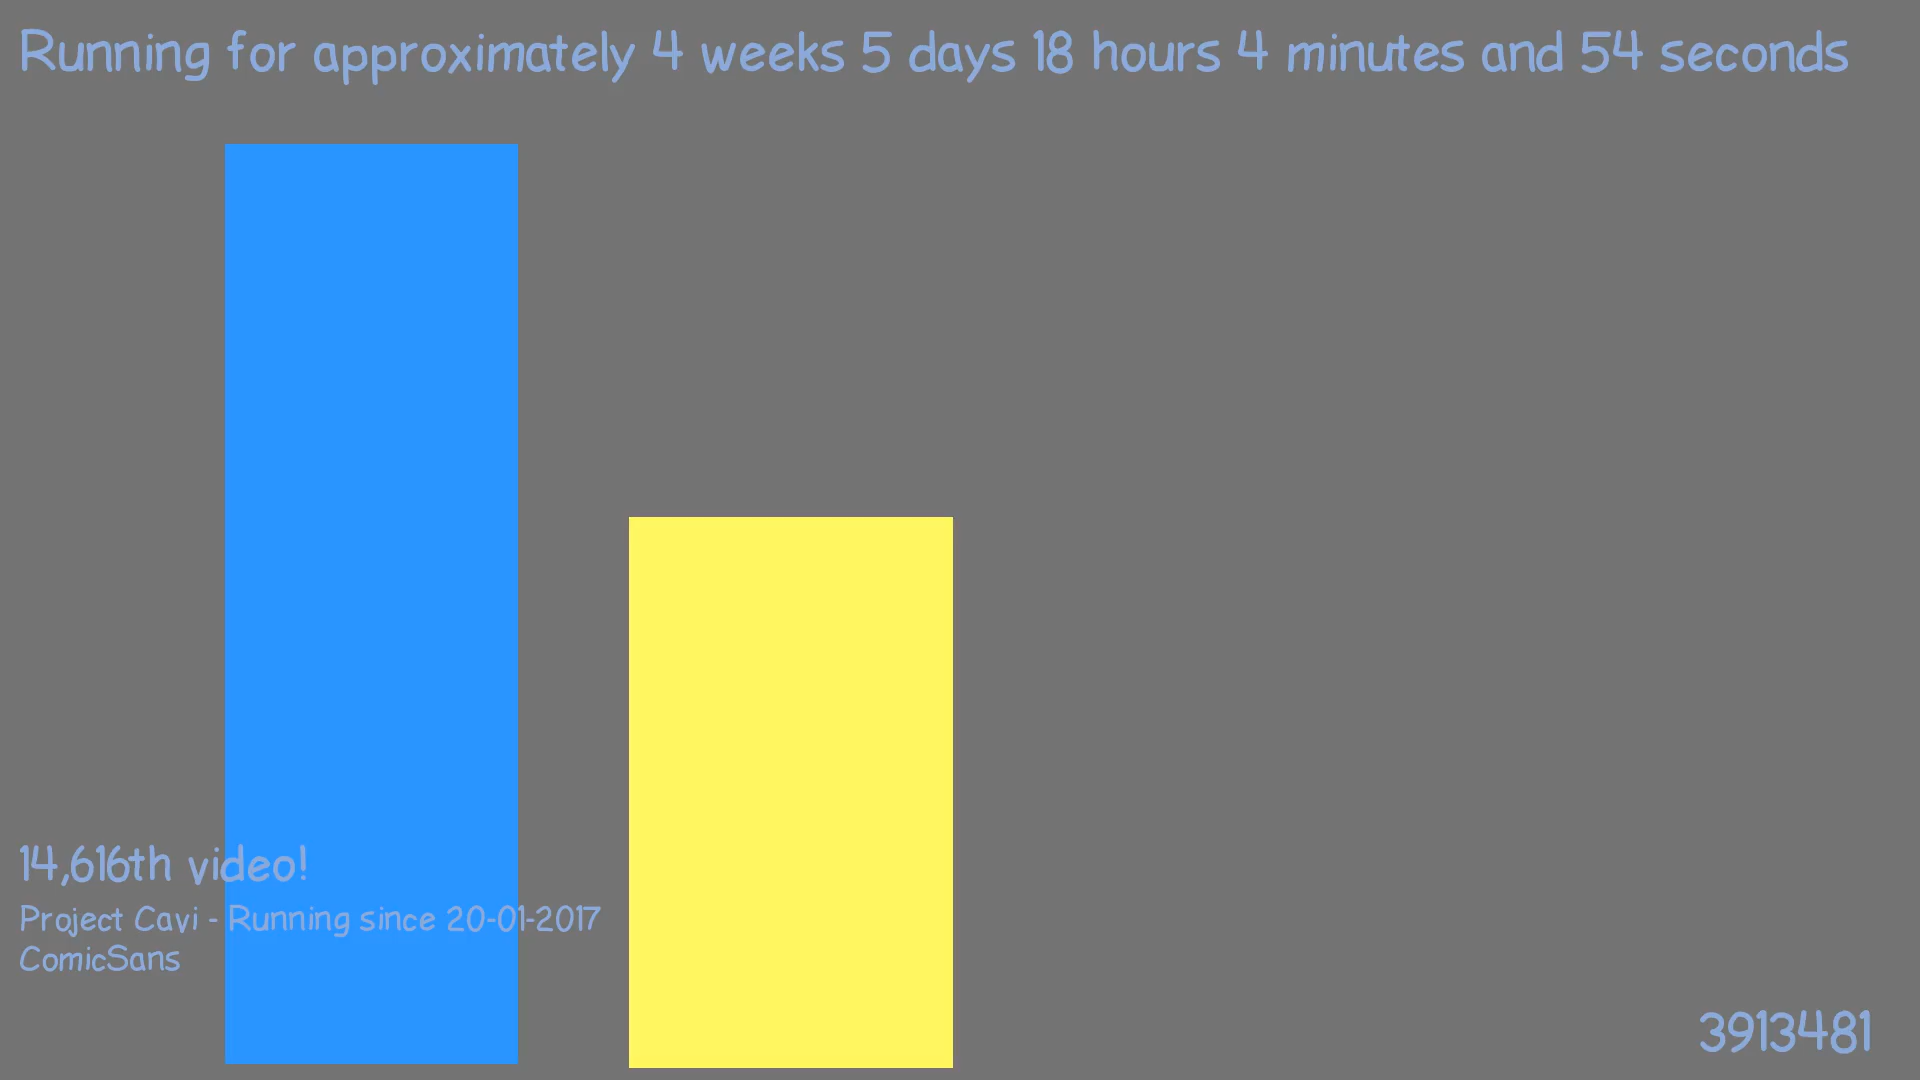 Running for approximately 4 weeks 5 days 18 hours 4 minutes and 54 seconds
14,616th video!
Project Cavi - Running since 20-01-2017
ComicSans
3913481